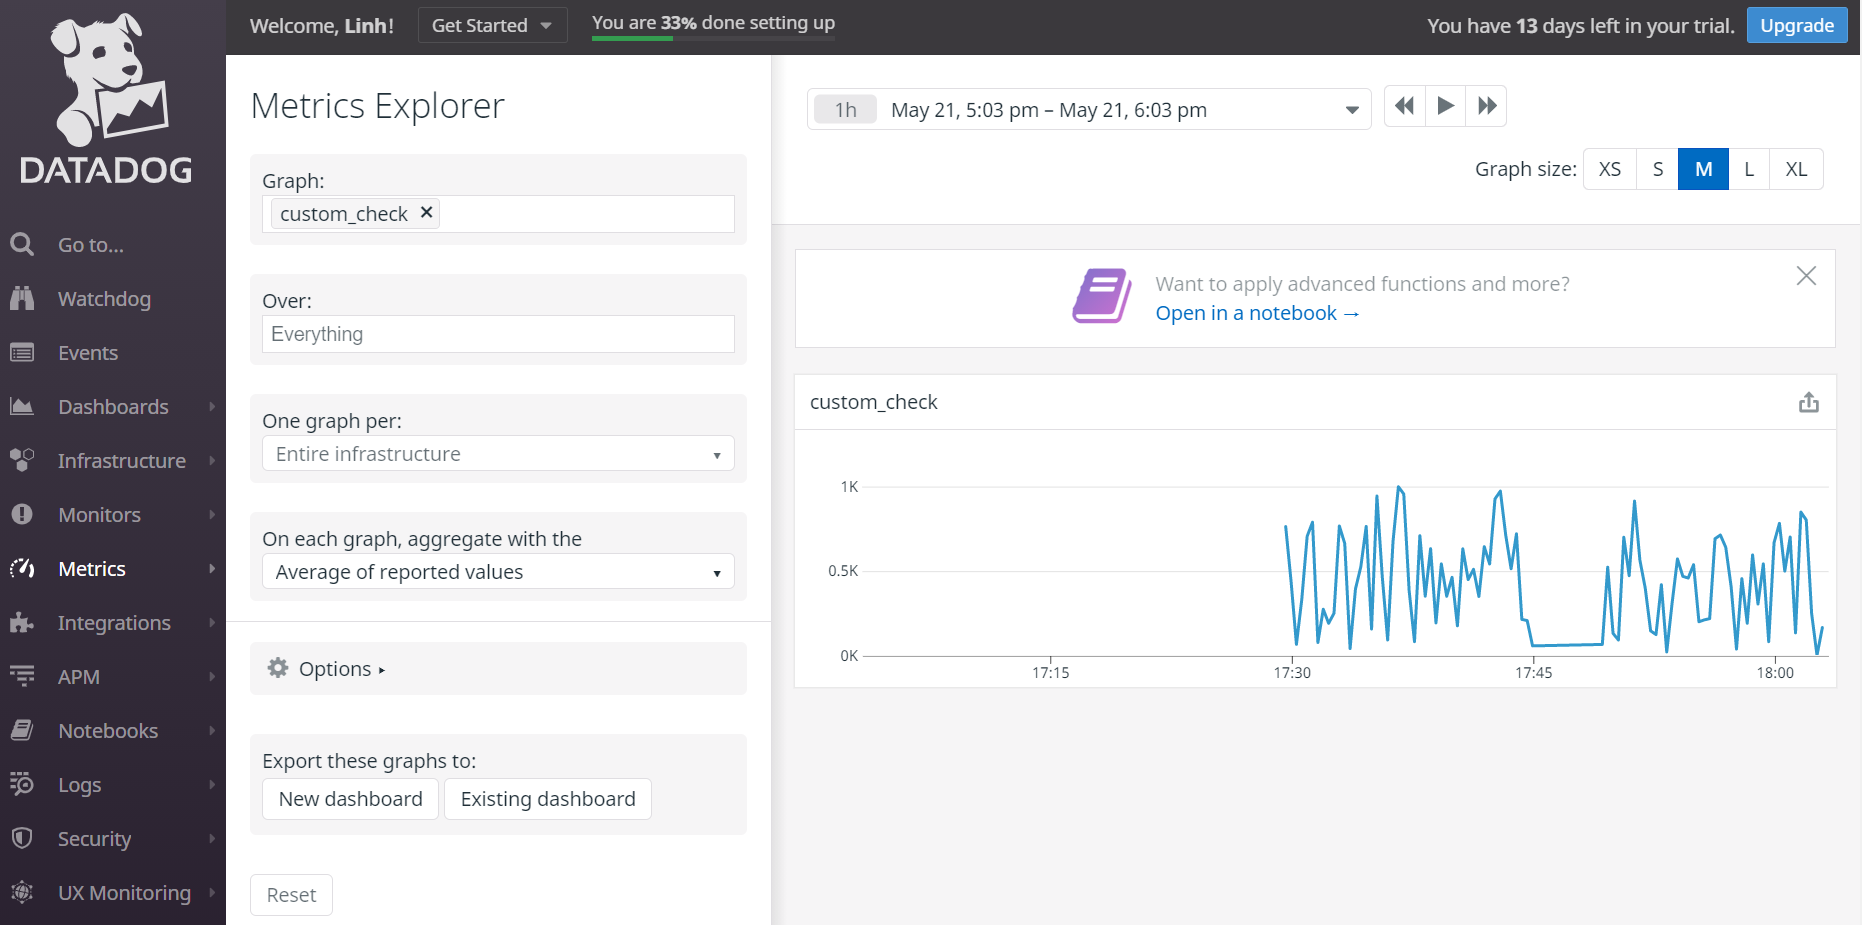 DATADOG
Go to...
Watchdog
Events
Dashboards
Infrastructure
Monitors
Metrics
Integrations
APM
Notebooks
Logs
Security
UX Monitoring
Welcome, Linh!
Get Started
You are 33% done setting up
You have 13 days left in your trial.
Upgrade
Metrics Explorer
Graph:
custom_check
Over:
Everything
One graph per:
Entire infrastructure
On each graph, aggregate with the
Average of reported values
Options
Export these graphs to:
New dashboard Existing dashboard
Reset
1h May 21, 5:03 pm – May 21, 6:03 pm
Graph size: XS S M L XL
Want to apply advanced functions and more?
Open in a notebook →
custom_check
1K
0.5K
0K
17:15 17:30 17:45 18:00